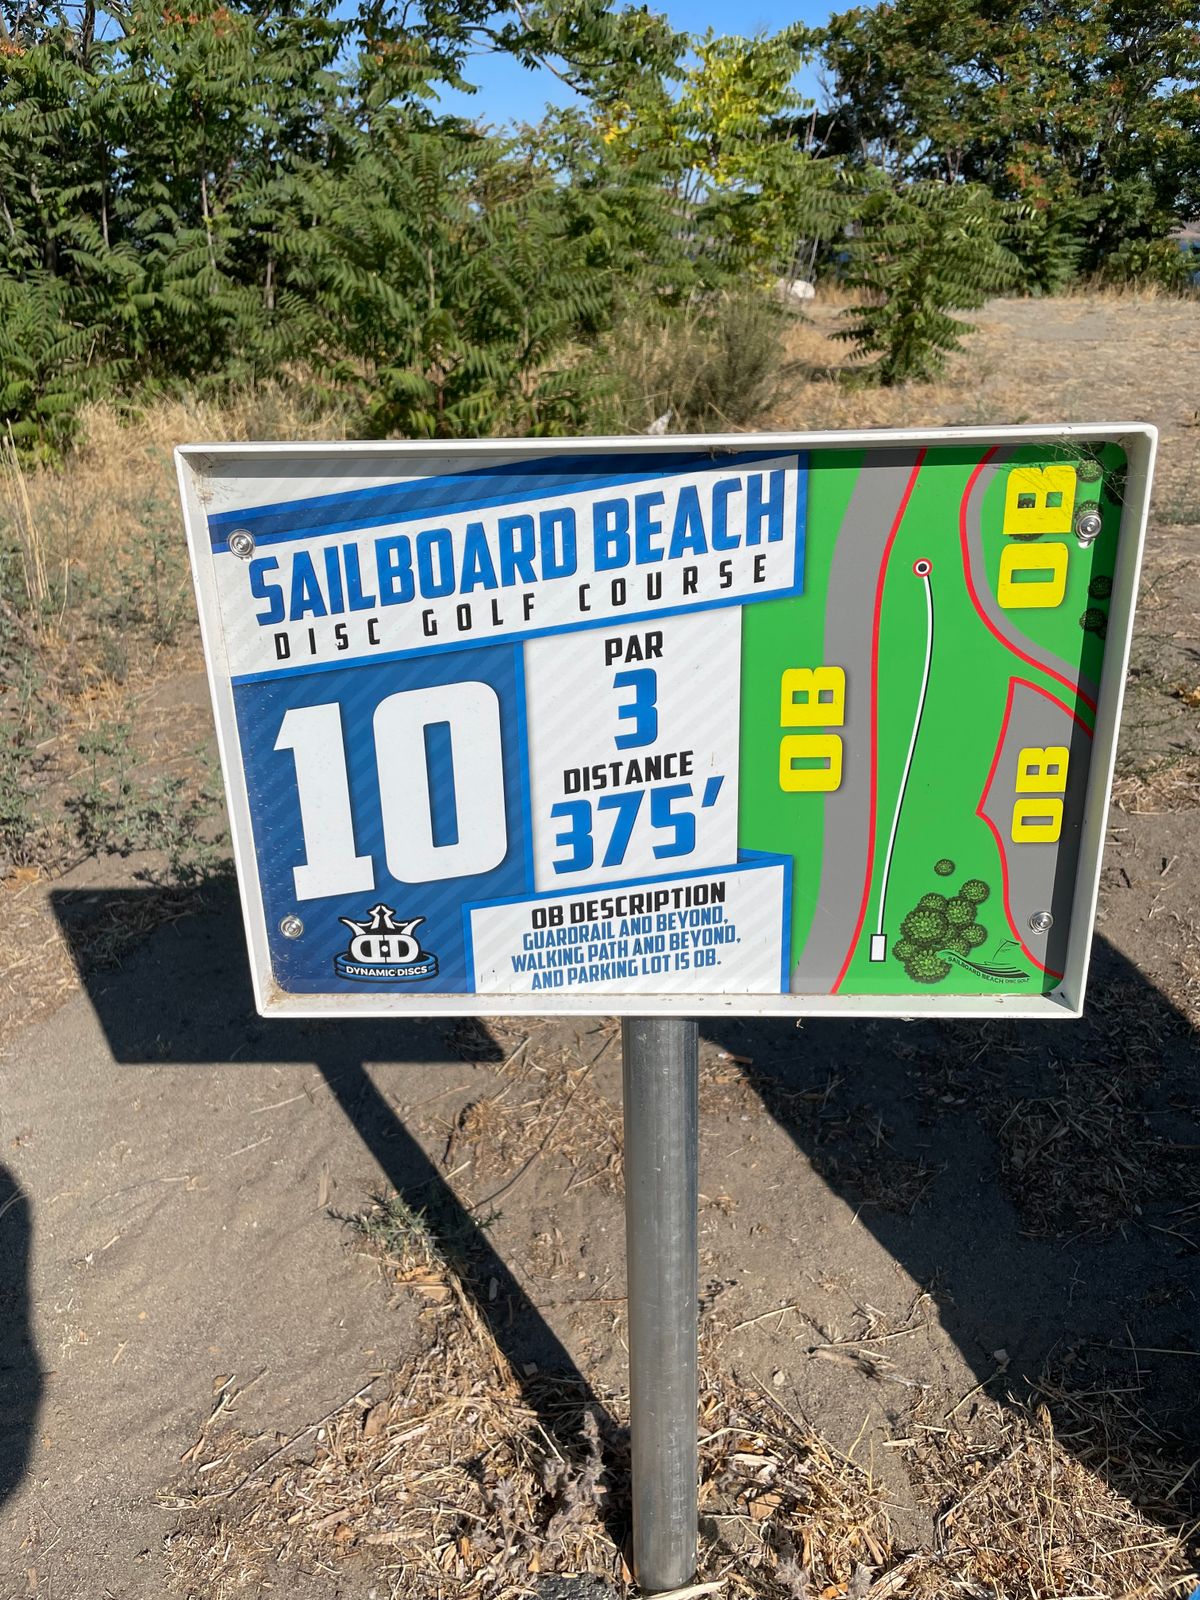 SAILBOARD BEACH
DISC GOLF COURSE
10
PAR
3
DISTANCE
375'
OB DESCRIPTION
GUARDRAIL AND BEYOND,
WALKING PATH AND BEYOND,
AND PARKING LOT IS OB.
DYNAMIC DISCS
OB
OB
OB
SAILBOARD BEACH DISC GOLF